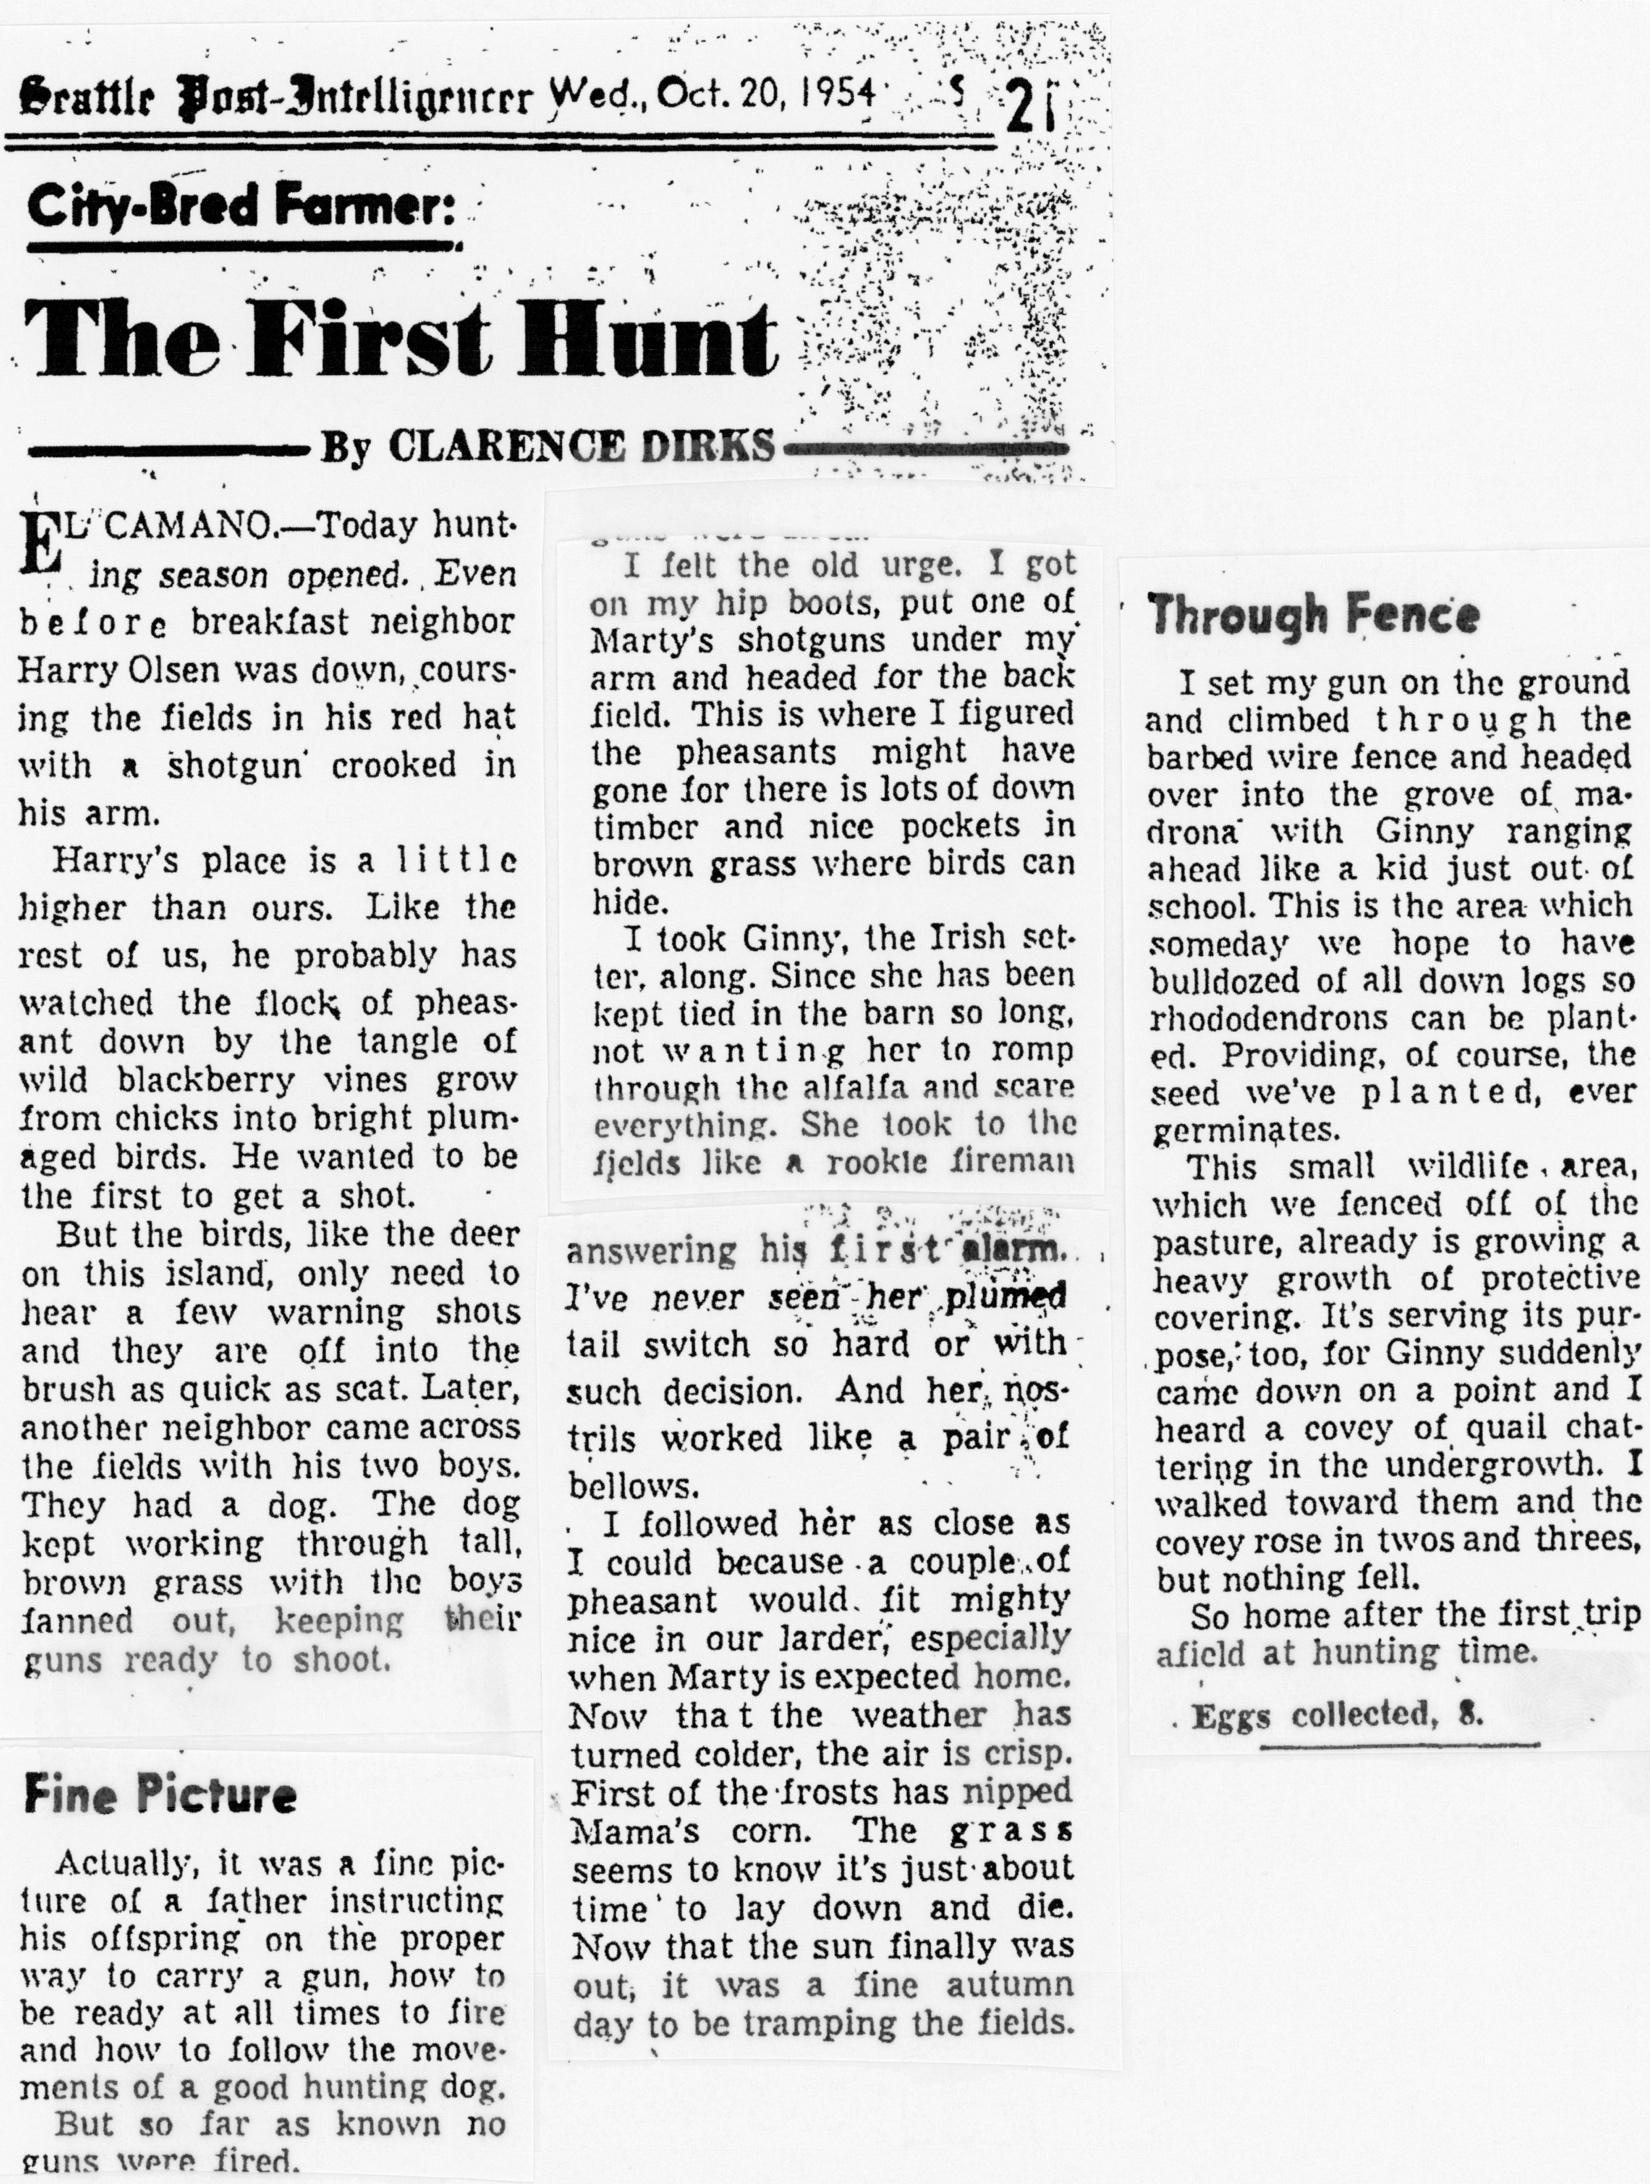 Seattle Post-Intelligencer Wed., Oct. 20, 1954 S 21
City-Bred Farmer:
The First Hunt
By CLARENCE DIRKS
EL CAMANO.—Today hunt-
ing season opened. Even
before breakfast neighbor
Harry Olsen was down, cours-
ing the fields in his red hat
with a shotgun crooked in
his arm.
Harry's place is a little
higher than ours. Like the
rest of us, he probably has
watched the flock of pheas-
ant down by the tangle of
wild blackberry vines grow
from chicks into bright plum-
aged birds. He wanted to be
the first to get a shot.
But the birds, like the deer
on this island, only need to
hear a few warning shots
and they are off into the
brush as quick as scat. Later,
another neighbor came across
the fields with his two boys.
They had a dog. The dog
kept working through tall,
brown grass with the boys
fanned out, keeping their
guns ready to shoot.
Fine Picture
Actually, it was a fine pic-
ture of a father instructing
his offspring on the proper
way to carry a gun, how to
be ready at all times to fire
and how to follow the move-
ments of a good hunting dog.
But so far as known no
guns were fired.
I felt the old urge. I got
on my hip boots, put one of
Marty's shotguns under my
arm and headed for the back
field. This is where I figured
the pheasants might have
gone for there is lots of down
timber and nice pockets in
brown grass where birds can
hide.
I took Ginny, the Irish set-
ter, along. Since she has been
kept tied in the barn so long,
not wanting her to romp
through the alfalfa and scare
everything. She took to the
fields like a rookie fireman
answering his first alarm.
I've never seen her plumed
tail switch so hard or with
such decision. And her nos-
trils worked like a pair of
bellows.
I followed her as close as
I could because a couple of
pheasant would fit mighty
nice in our larder, especially
when Marty is expected home.
Now that the weather has
turned colder, the air is crisp.
First of the frosts has nipped
Mama's corn. The grass
seems to know it's just about
time to lay down and die.
Now that the sun finally was
out, it was a fine autumn
day to be tramping the fields.
Through Fence
I set my gun on the ground
and climbed through the
barbed wire fence and headed
over into the grove of ma-
drona with Ginny ranging
ahead like a kid just out of
school. This is the area which
someday we hope to have
bulldozed of all down logs so
rhododendrons can be plant-
ed. Providing, of course, the
seed we've planted, ever
germinates.
This small wildlife area,
which we fenced off of the
pasture, already is growing a
heavy growth of protective
covering. It's serving its pur-
pose, too, for Ginny suddenly
came down on a point and I
heard a covey of quail chat-
tering in the undergrowth. I
walked toward them and the
covey rose in twos and threes,
but nothing fell.
So home after the first trip
afield at hunting time.
Eggs collected, 8.